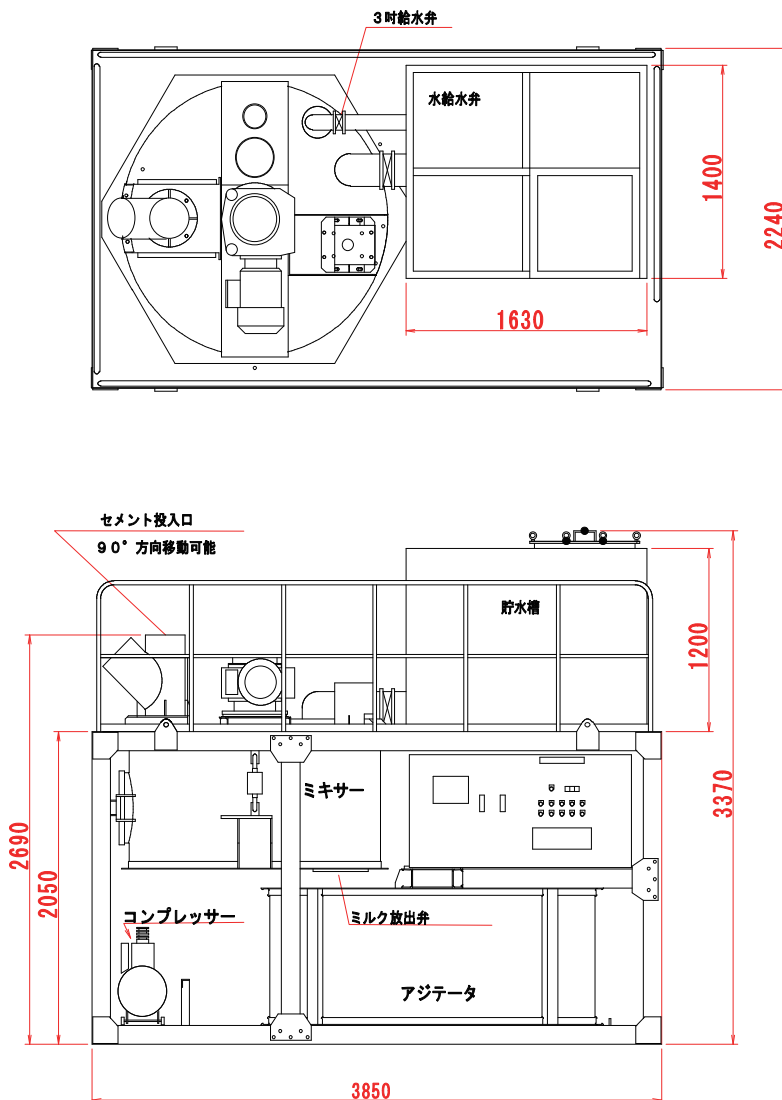 3吋給水弁
水給水弁
1400
2240
1630
セメント投入口
90°方向移動可能
貯水槽
1200
3370
2690
2050
ミキサー
コンプレッサー
ミルク放出弁
アジテータ
3850